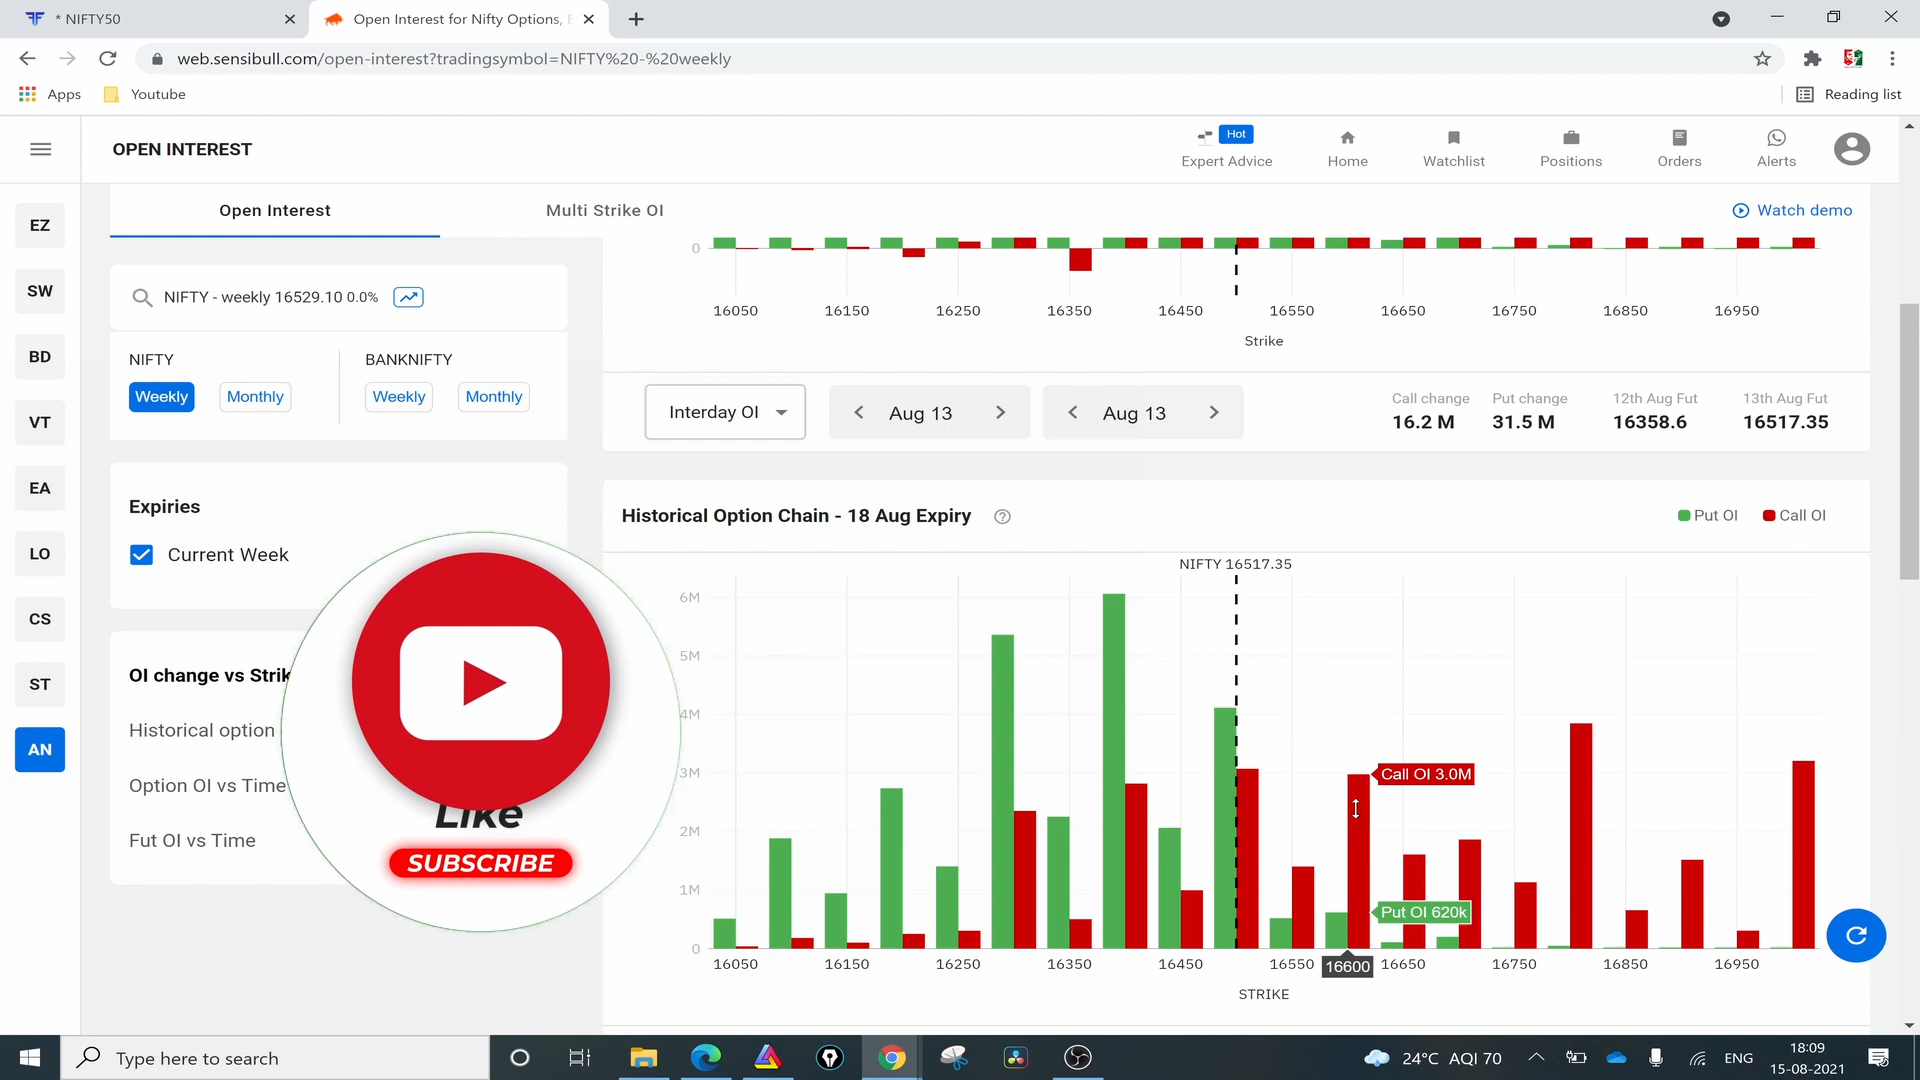 * NIFTY50
Open Interest for Nifty Options,
web.sensibull.com/open-interest?tradingsymbol=NIFTY%20-%20weekly
Apps
Youtube
Reading list
OPEN INTEREST
Hot
Expert Advice
Home
Watchlist
Positions
Orders
Alerts
EZ
SW
BD
VT
EA
LO
CS
ST
AN
Open Interest
Multi Strike OI
Watch demo
NIFTY - weekly 16529.10 0.0%
NIFTY
BANKNIFTY
Weekly
Monthly
Weekly
Monthly
Expiries
Current Week
OI change vs Strik
Historical option
Option OI vs Time
Fut OI vs Time
Like
SUBSCRIBE
0
16050 16150 16250 16350 16450 16550 16650 16750 16850 16950
Strike
Interday OI
Aug 13
Aug 13
Call change
16.2 M
Put change
31.5 M
12th Aug Fut
16358.6
13th Aug Fut
16517.35
Historical Option Chain - 18 Aug Expiry
Put OI
Call OI
NIFTY 16517.35
6M
5M
4M
3M
2M
1M
0
Call OI 3.0M
Put OI 620k
16050 16150 16250 16350 16450 16550 16600 16650 16750 16850 16950
STRIKE
Type here to search
24°C AQI 70
ENG
18:09
15-08-2021